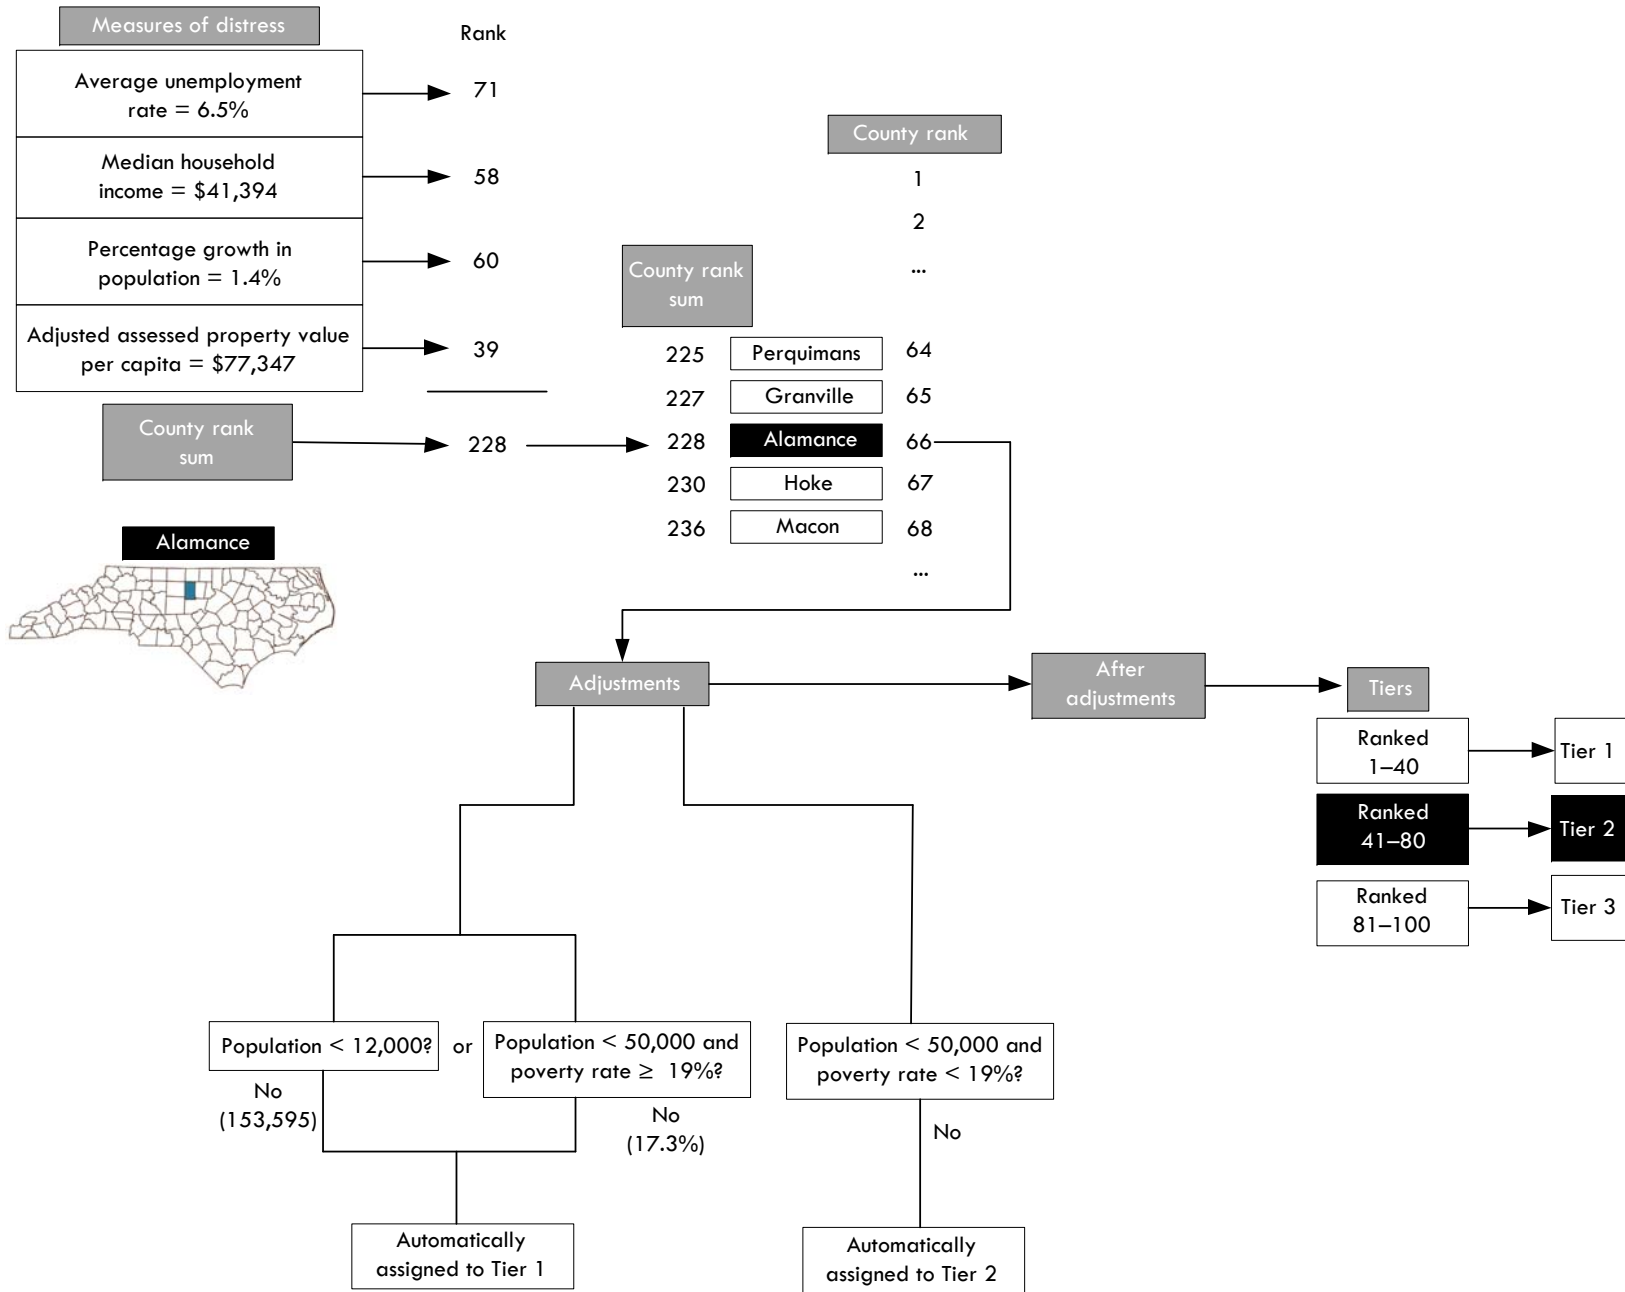 Measures of distress
Rank
Average unemployment
rate = 6.5%
71
Median household
income = $41,394
58
Percentage growth in
population = 1.4%
60
Adjusted assessed property value
per capita = $77,347
39
County rank
sum
228
Alamance
County rank
1
2
...
County rank
sum
225 Perquimans 64
227 Granville 65
228 Alamance 66
230 Hoke 67
236 Macon 68
...
Adjustments
After
adjustments
Tiers
Ranked
1–40
Tier 1
Ranked
41–80
Tier 2
Ranked
81–100
Tier 3
Population < 12,000?
or
Population < 50,000 and
poverty rate ≥ 19%?
Population < 50,000 and
poverty rate < 19%?
No
(153,595)
No
(17.3%)
No
Automatically
assigned to Tier 1
Automatically
assigned to Tier 2